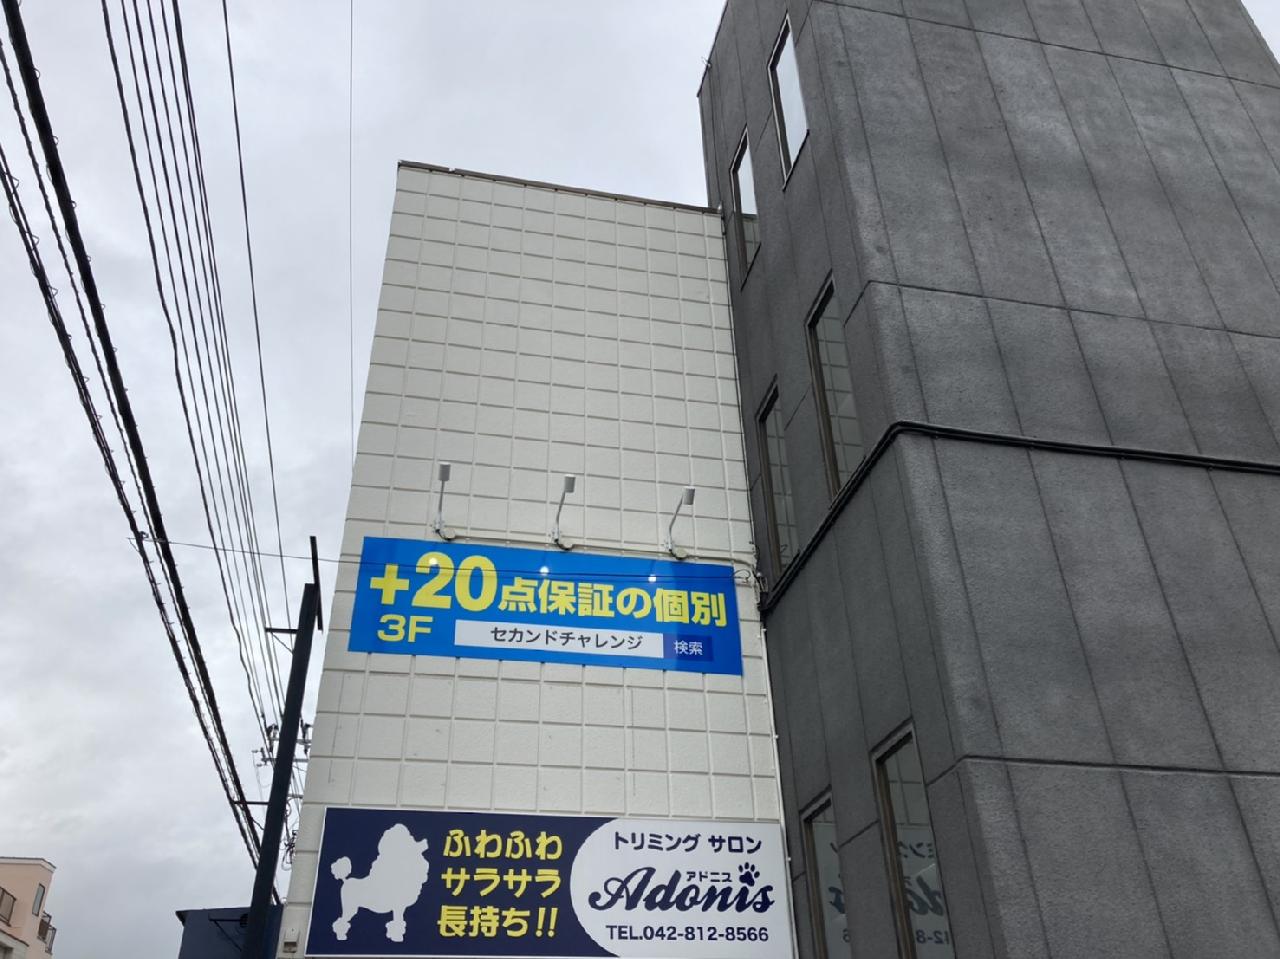 +20点保証の個別
3F セカンドチャレンジ 検索
ふわふわ
サラサラ
長持ち!!
トリミング サロン
アドニス
Adonis
TEL.042-812-8566